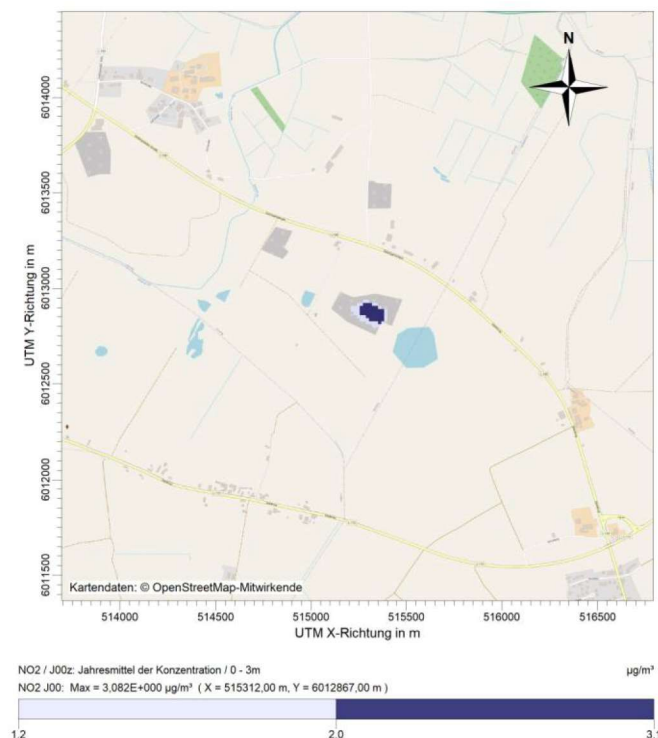 N
6014000
6013500
6013000
6012500
6012000
6011500
UTM Y-Richtung in m
Kartendaten: © OpenStreetMap-Mitwirkende
514000 514500 515000 515500 516000 516500
UTM X-Richtung in m
NO2 / J00z: Jahresmittel der Konzentration / 0 - 3m µg/m³
NO2 J00: Max = 3,082E+000 µg/m³ ( X = 515312,00 m, Y = 6012867,00 m )
1.2 2.0 3.1